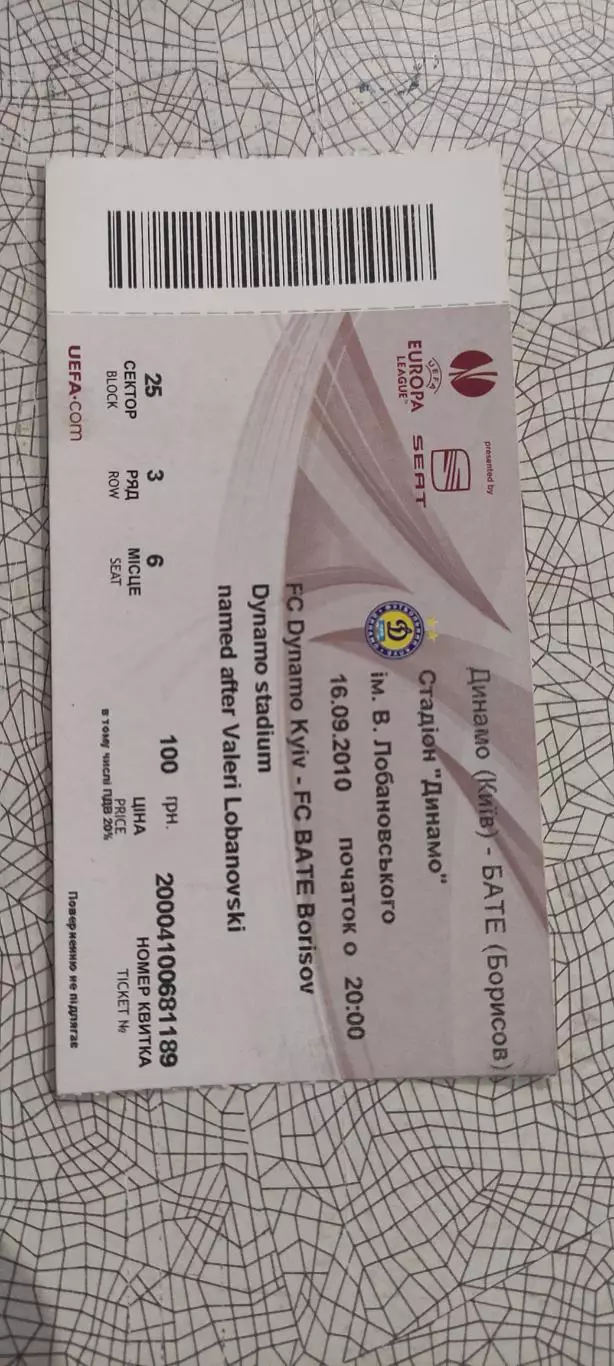 presented by
UEFA
EUROPA
LEAGUE™
SEAT
Динамо (Київ) - БАТЕ (Борисов)
Стадіон "Динамо"
ім. В. Лобановського
16.09.2010 початок о 20:00
FC Dynamo Kyiv - FC BATE Borisov
Dynamo stadium
named after Valeri Lobanovski
25 3 6 100 грн. 20004100681189
СЕКТОР РЯД МІСЦЕ ЦІНА НОМЕР КВИТКА
BLOCK ROW SEAT PRICE TICKET №
в тому числі ПДВ 20%
UEFA.com
Поверненню не підлягає